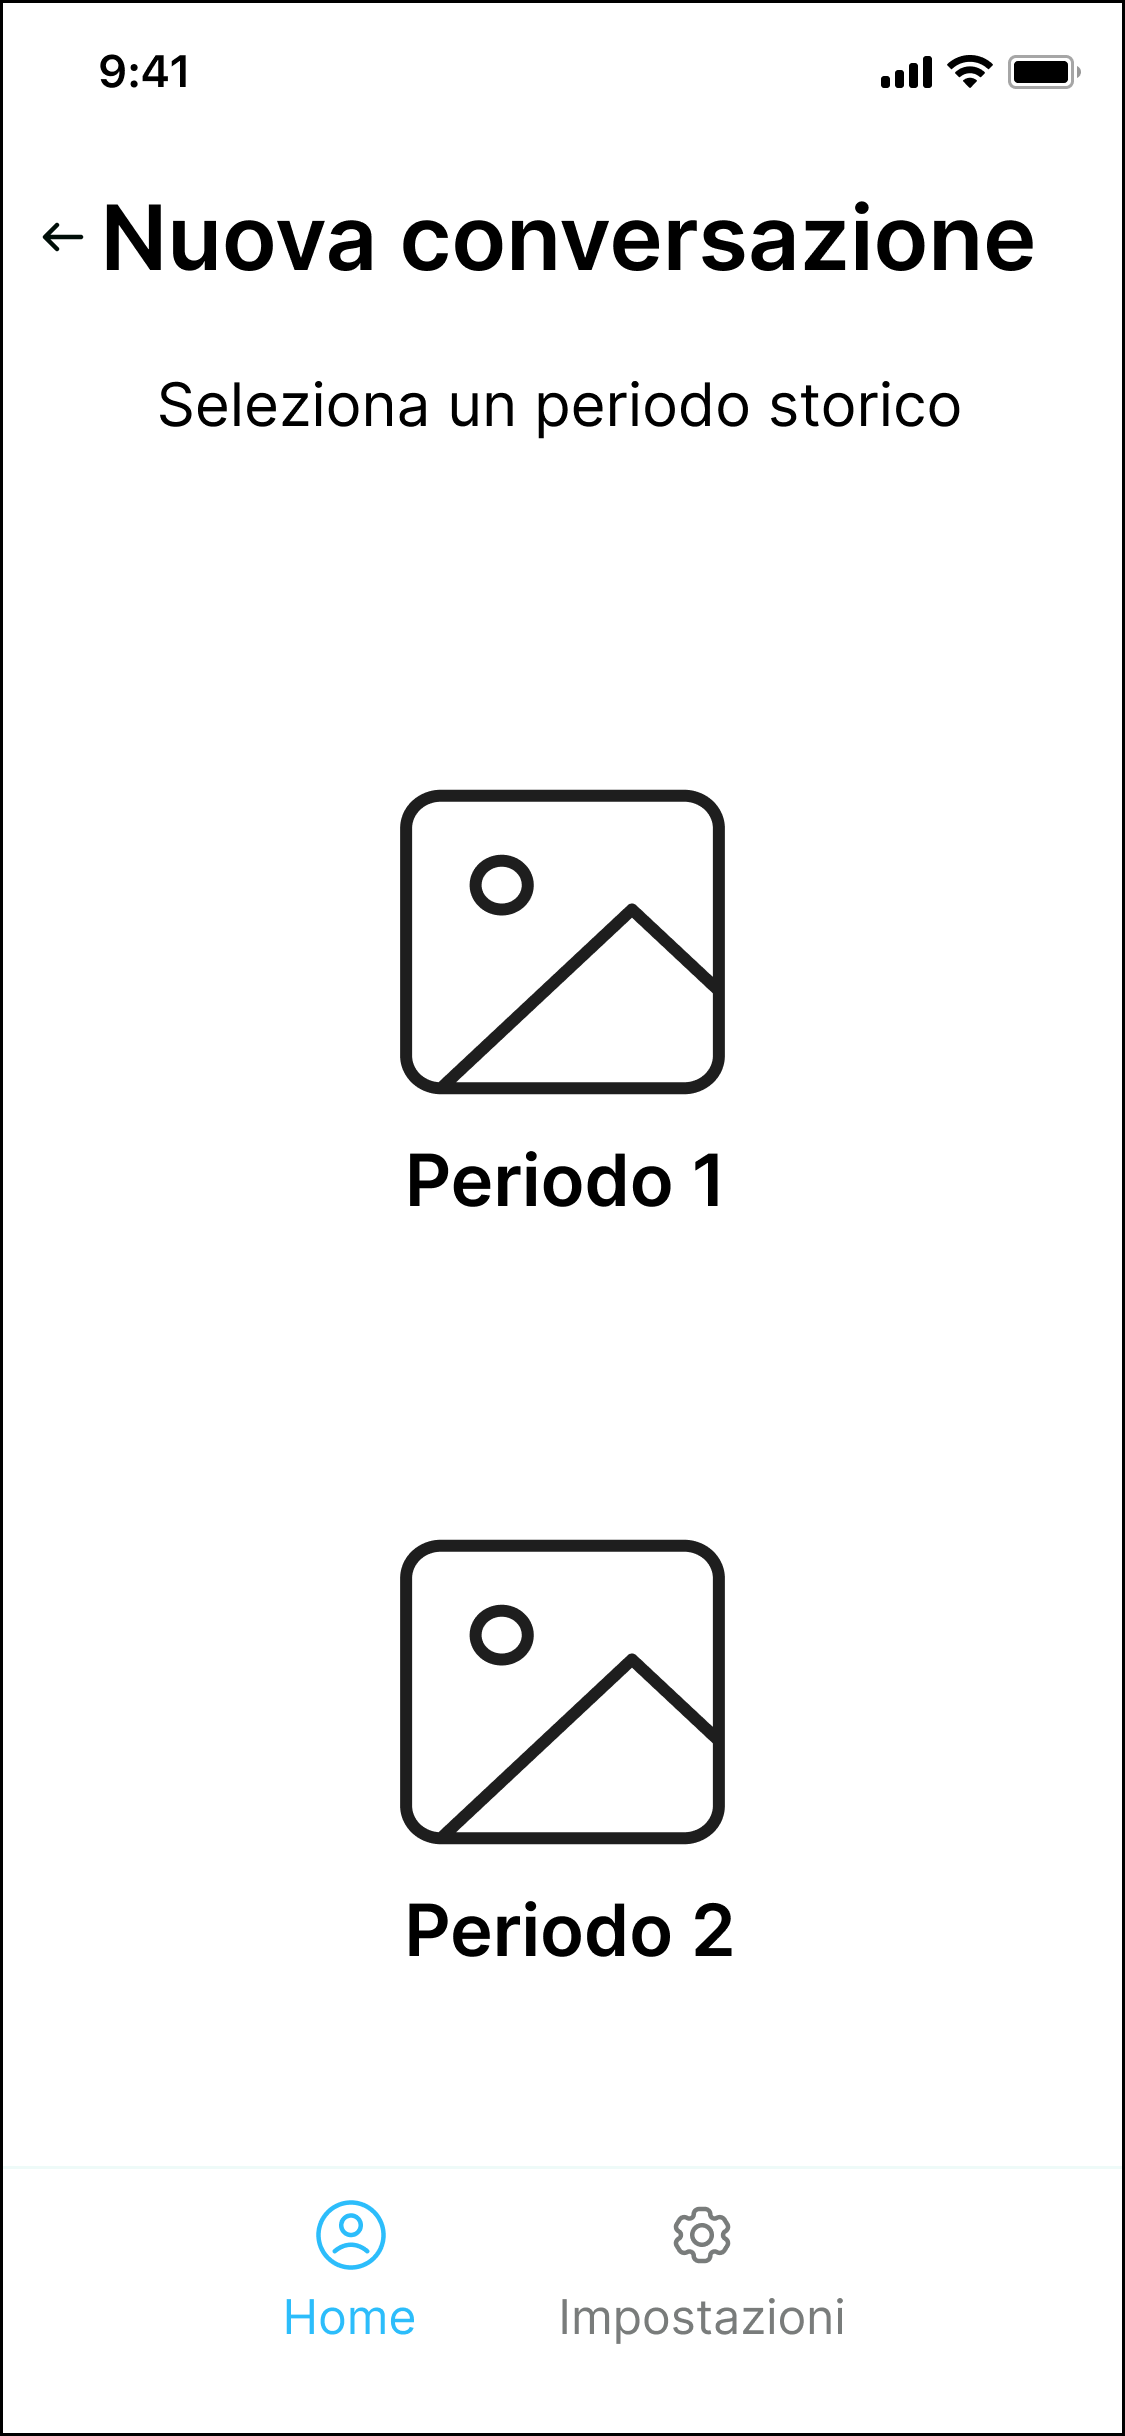 9:41
Nuova conversazione
Seleziona un periodo storico
Periodo 1
Periodo 2
Home
Impostazioni